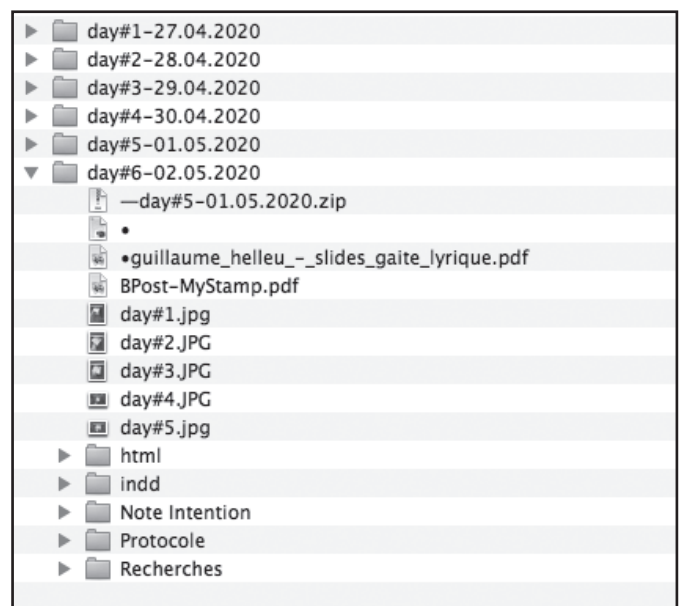 day#1-27.04.2020
day#2-28.04.2020
day#3-29.04.2020
day#4-30.04.2020
day#5-01.05.2020
day#6-02.05.2020
—day#5-01.05.2020.zip
•
•guillaume_helleu_-_slides_gaite_lyrique.pdf
BPost-MyStamp.pdf
day#1.jpg
day#2.JPG
day#3.JPG
day#4.JPG
day#5.jpg
html
indd
Note Intention
Protocole
Recherches